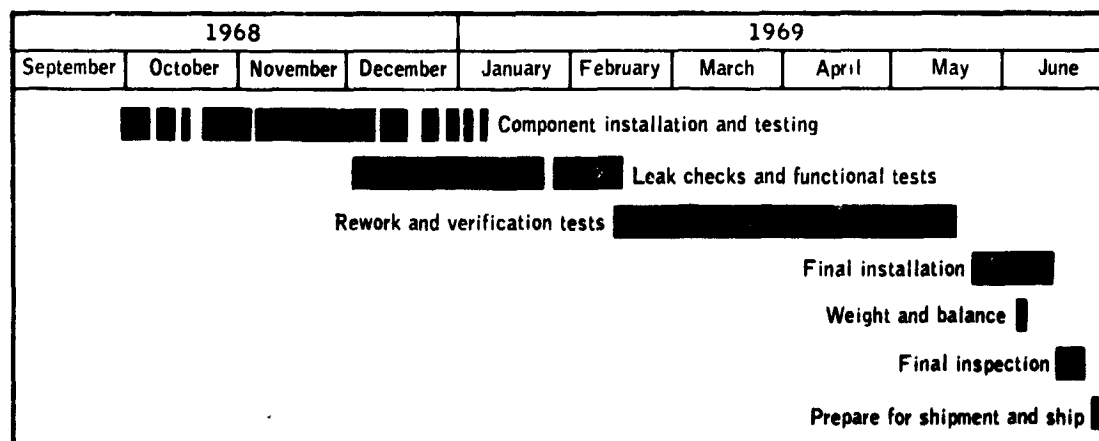 1968 1969
September October November December January February March April May June
Component installation and testing
Leak checks and functional tests
Rework and verification tests
Final installation
Weight and balance
Final inspection
Prepare for shipment and ship